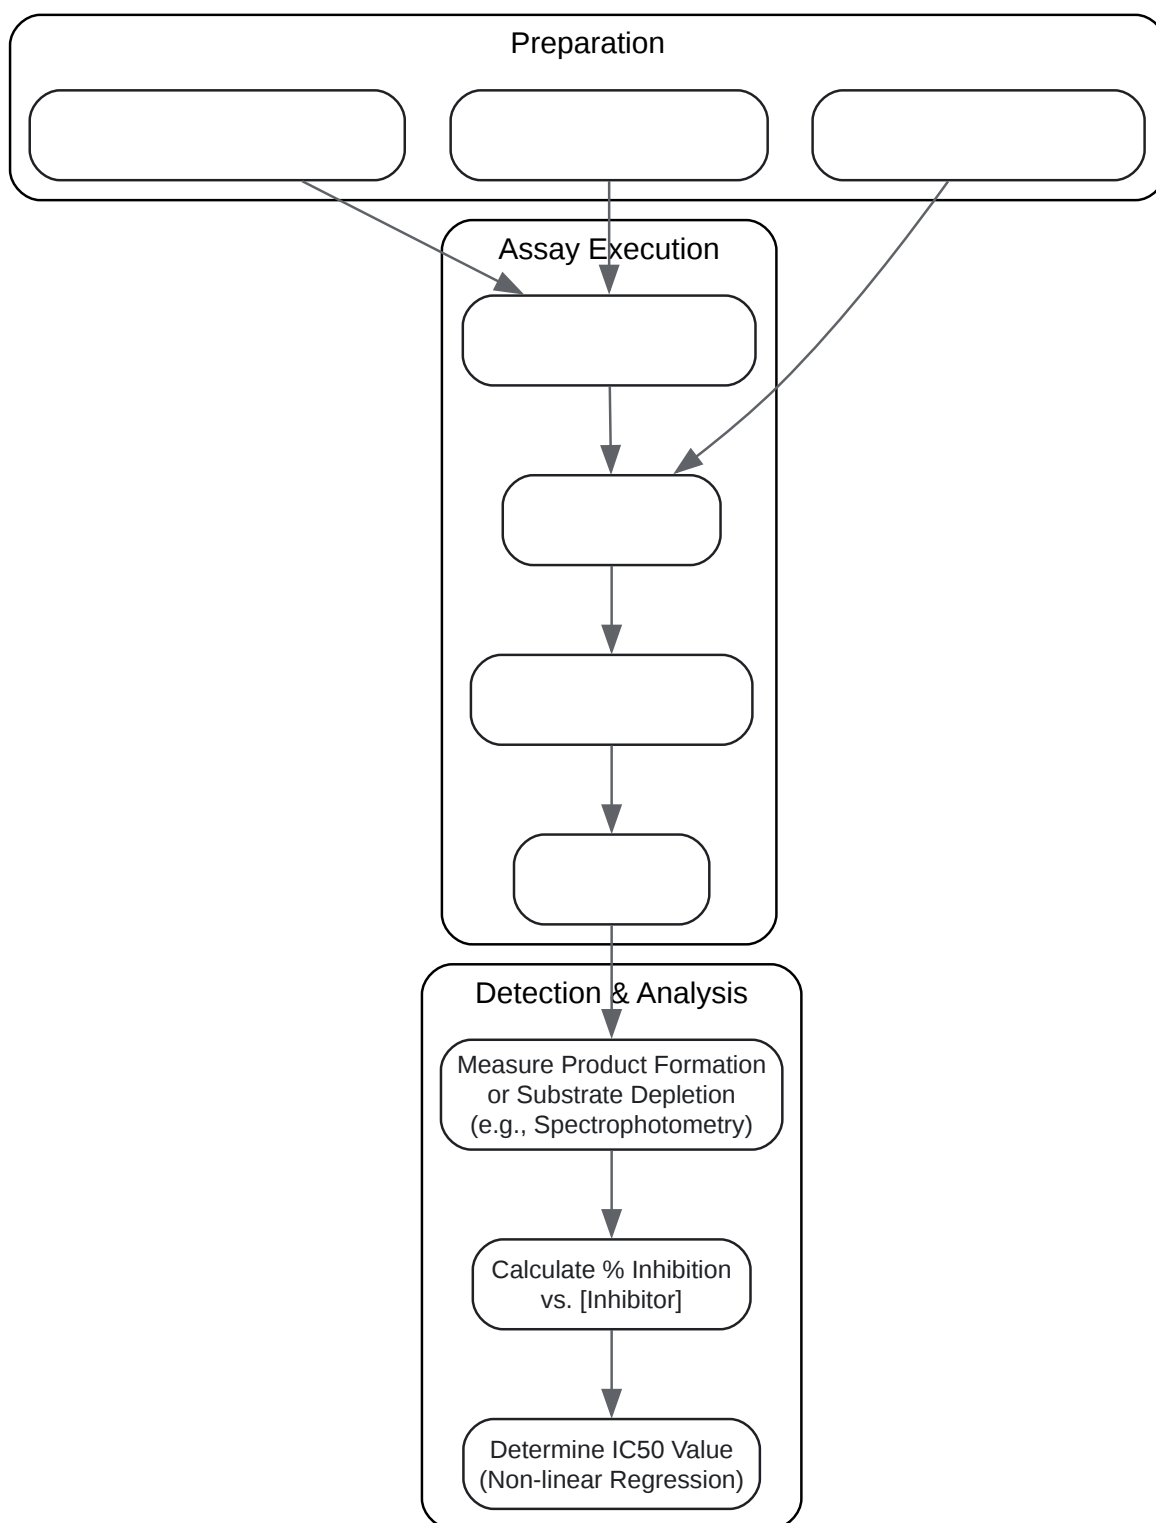 Preparation
Assay Execution
Detection & Analysis
Measure Product Formation
or Substrate Depletion
(e.g., Spectrophotometry)
Calculate % Inhibition
vs. [Inhibitor]
Determine IC50 Value
(Non-linear Regression)